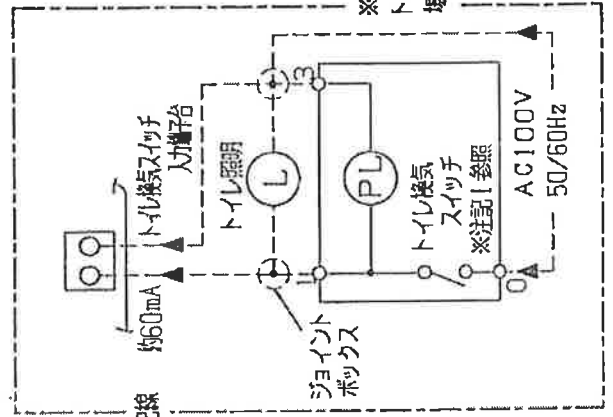 線
約60mA
トイレ換気スイッチ
入力端子台
※
ト
ジョイント
ボックス
トイレ照明
L
1
3
PL
トイレ換気
スイッチ
※注記1参照
0
AC100V
50/60Hz